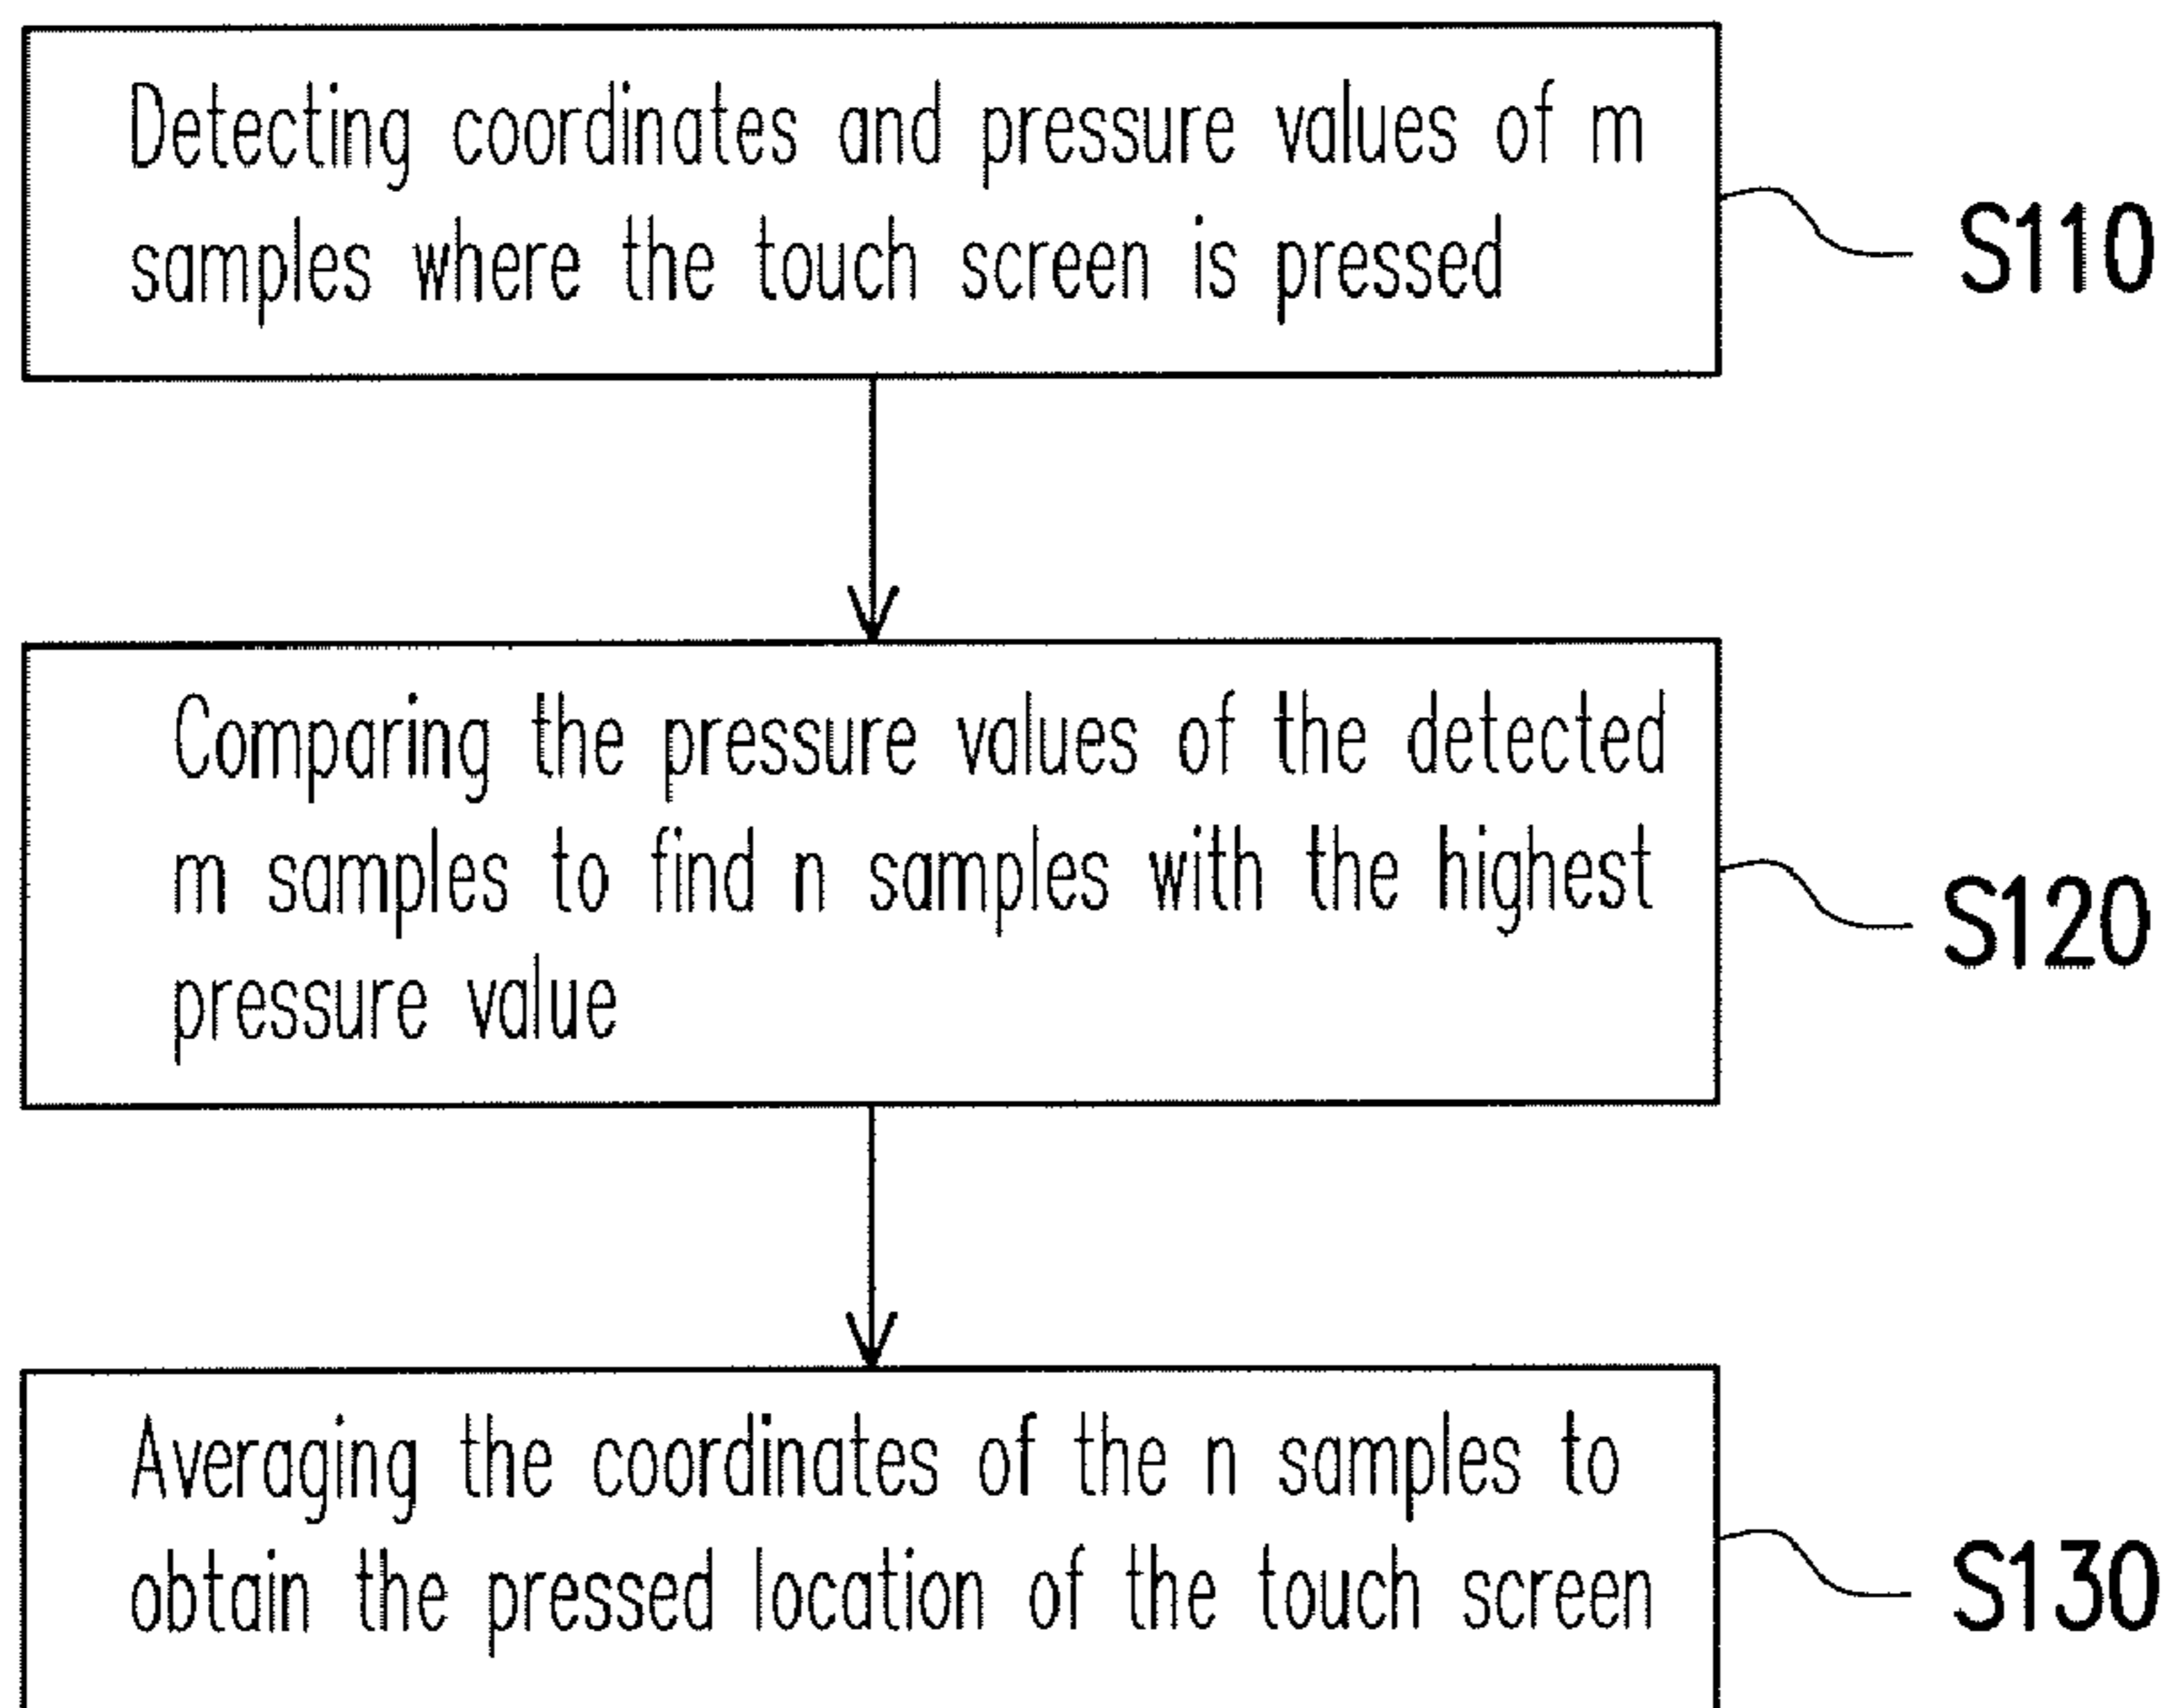 Detecting coordinates and pressure values of m
samples where the touch screen is pressed
S110
Comparing the pressure values of the detected
m samples to find n samples with the highest
pressure value
S120
Averaging the coordinates of the n samples to
obtain the pressed location of the touch screen
S130